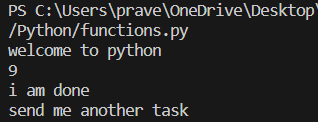 PS C:\Users\prave\OneDrive\Desktop\
/Python/functions.py
welcome to python
9
i am done
send me another task